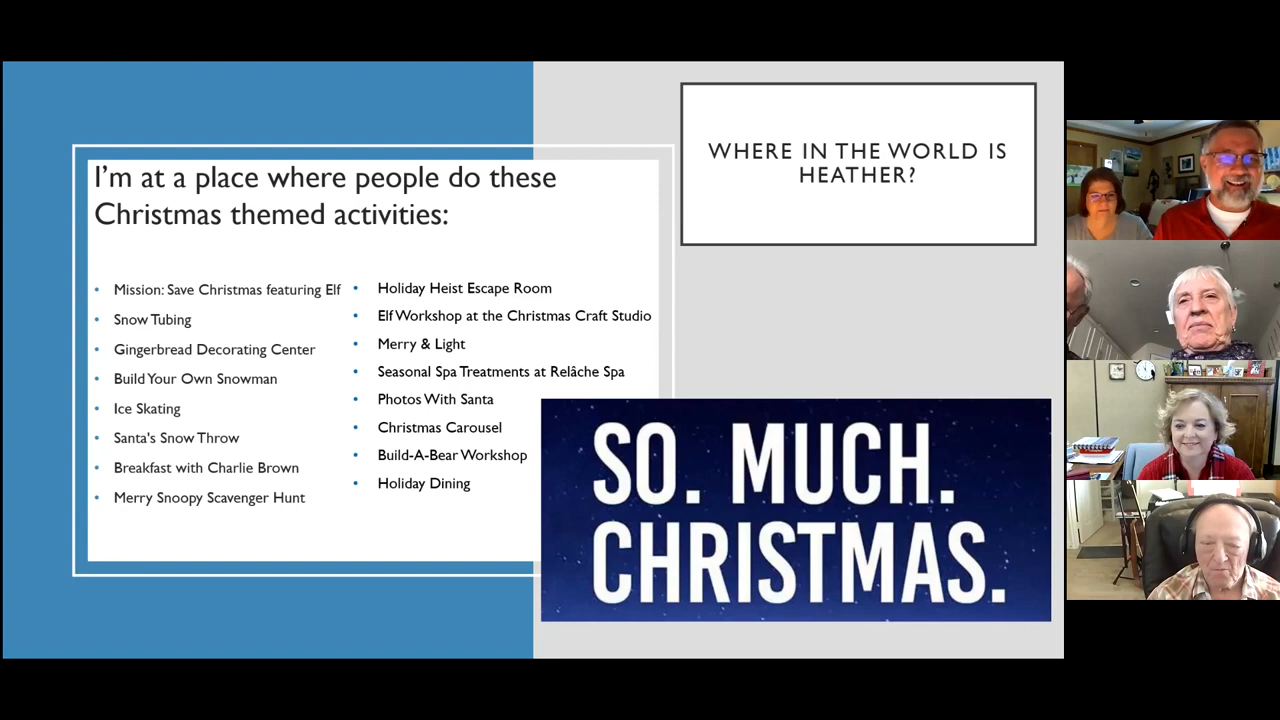 I'm at a place where people do these
Christmas themed activities:
Mission: Save Christmas featuring Elf
Snow Tubing
Gingerbread Decorating Center
Build Your Own Snowman
Ice Skating
Santa's Snow Throw
Breakfast with Charlie Brown
Merry Snoopy Scavenger Hunt
Holiday Heist Escape Room
Elf Workshop at the Christmas Craft Studio
Merry & Light
Seasonal Spa Treatments at Relâche Spa
Photos With Santa
Christmas Carousel
Build-A-Bear Workshop
Holiday Dining
WHERE IN THE WORLD IS
HEATHER?
SO. MUCH.
CHRISTMAS.